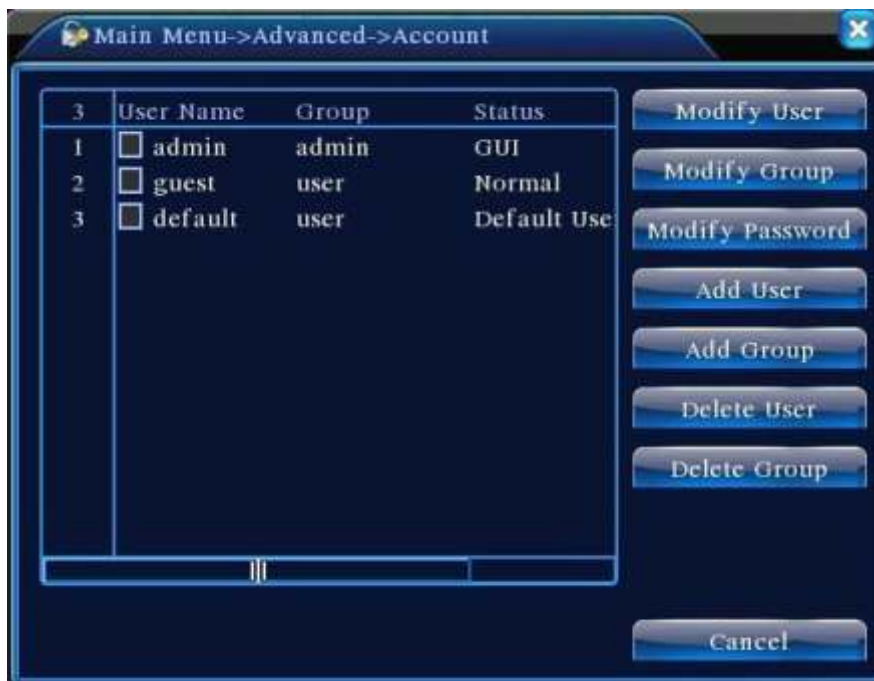 Main Menu->Advanced->Account
3 User Name Group Status
1 admin admin GUI
2 guest user Normal
3 default user Default Use
Modify User
Modify Group
Modify Password
Add User
Add Group
Delete User
Delete Group
Cancel